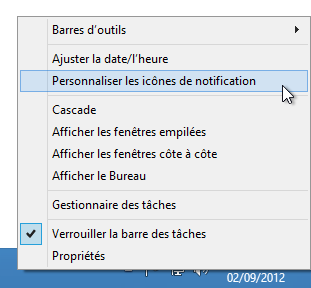 Barres d'outils
Ajuster la date/l'heure
Personnaliser les icônes de notification
Cascade
Afficher les fenêtres empilées
Afficher les fenêtres côte à côte
Afficher le Bureau
Gestionnaire des tâches
Verrouiller la barre des tâches
Propriétés
02/09/2012